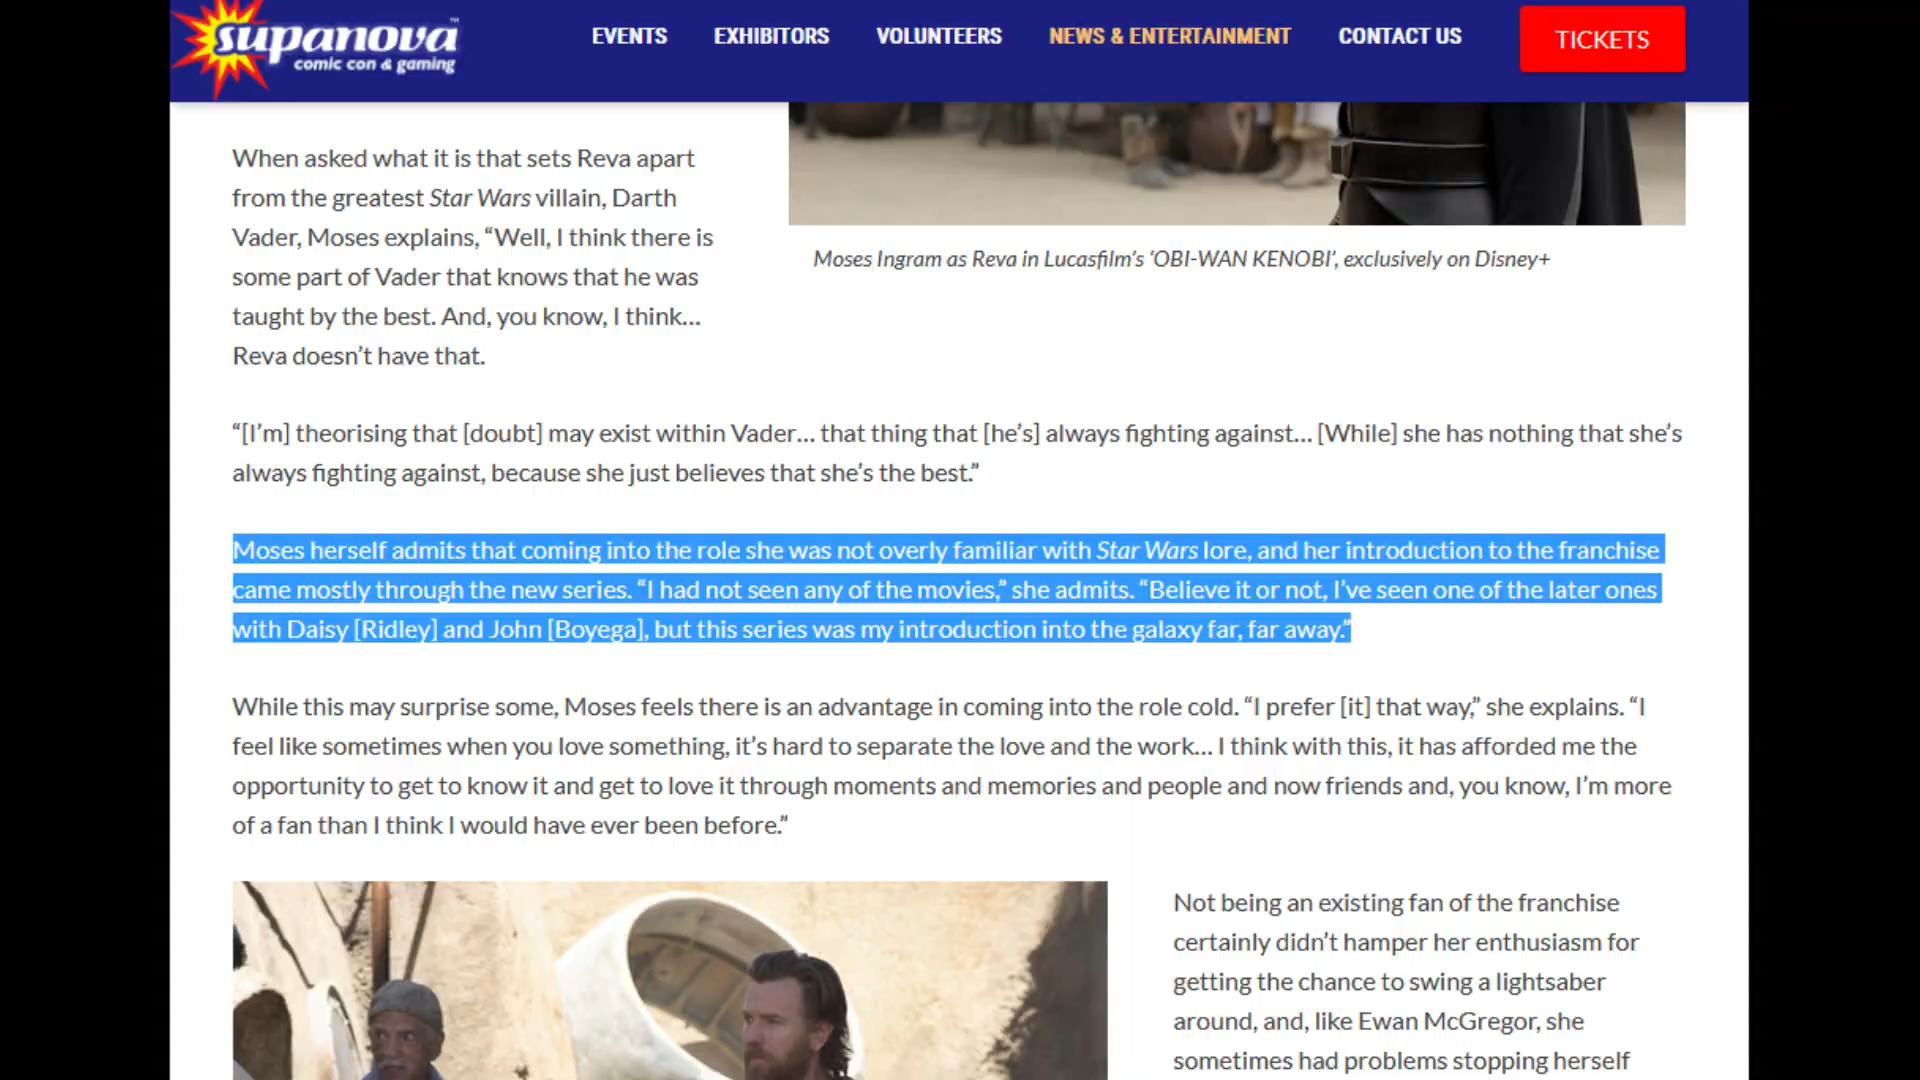 supanova™
comic con & gaming
EVENTS
EXHIBITORS
VOLUNTEERS
NEWS & ENTERTAINMENT
CONTACT US
TICKETS
When asked what it is that sets Reva apart
from the greatest Star Wars villain, Darth
Vader, Moses explains, “Well, I think there is
some part of Vader that knows that he was
taught by the best. And, you know, I think…
Reva doesn’t have that.
Moses Ingram as Reva in Lucasfilm’s ‘OBI-WAN KENOBI’, exclusively on Disney+
“[I’m] theorising that [doubt] may exist within Vader… that thing that [he’s] always fighting against… [While] she has nothing that she’s
always fighting against, because she just believes that she’s the best.”
Moses herself admits that coming into the role she was not overly familiar with Star Wars lore, and her introduction to the franchise
came mostly through the new series. “I had not seen any of the movies,” she admits. “Believe it or not, I’ve seen one of the later ones
with Daisy [Ridley] and John [Boyega], but this series was my introduction into the galaxy far, far away.”
While this may surprise some, Moses feels there is an advantage in coming into the role cold. “I prefer [it] that way,” she explains. “I
feel like sometimes when you love something, it’s hard to separate the love and the work… I think with this, it has afforded me the
opportunity to get to know it and get to love it through moments and memories and people and now friends and, you know, I’m more
of a fan than I think I would have ever been before.”
Not being an existing fan of the franchise
certainly didn’t hamper her enthusiasm for
getting the chance to swing a lightsaber
around, and, like Ewan McGregor, she
sometimes had problems stopping herself